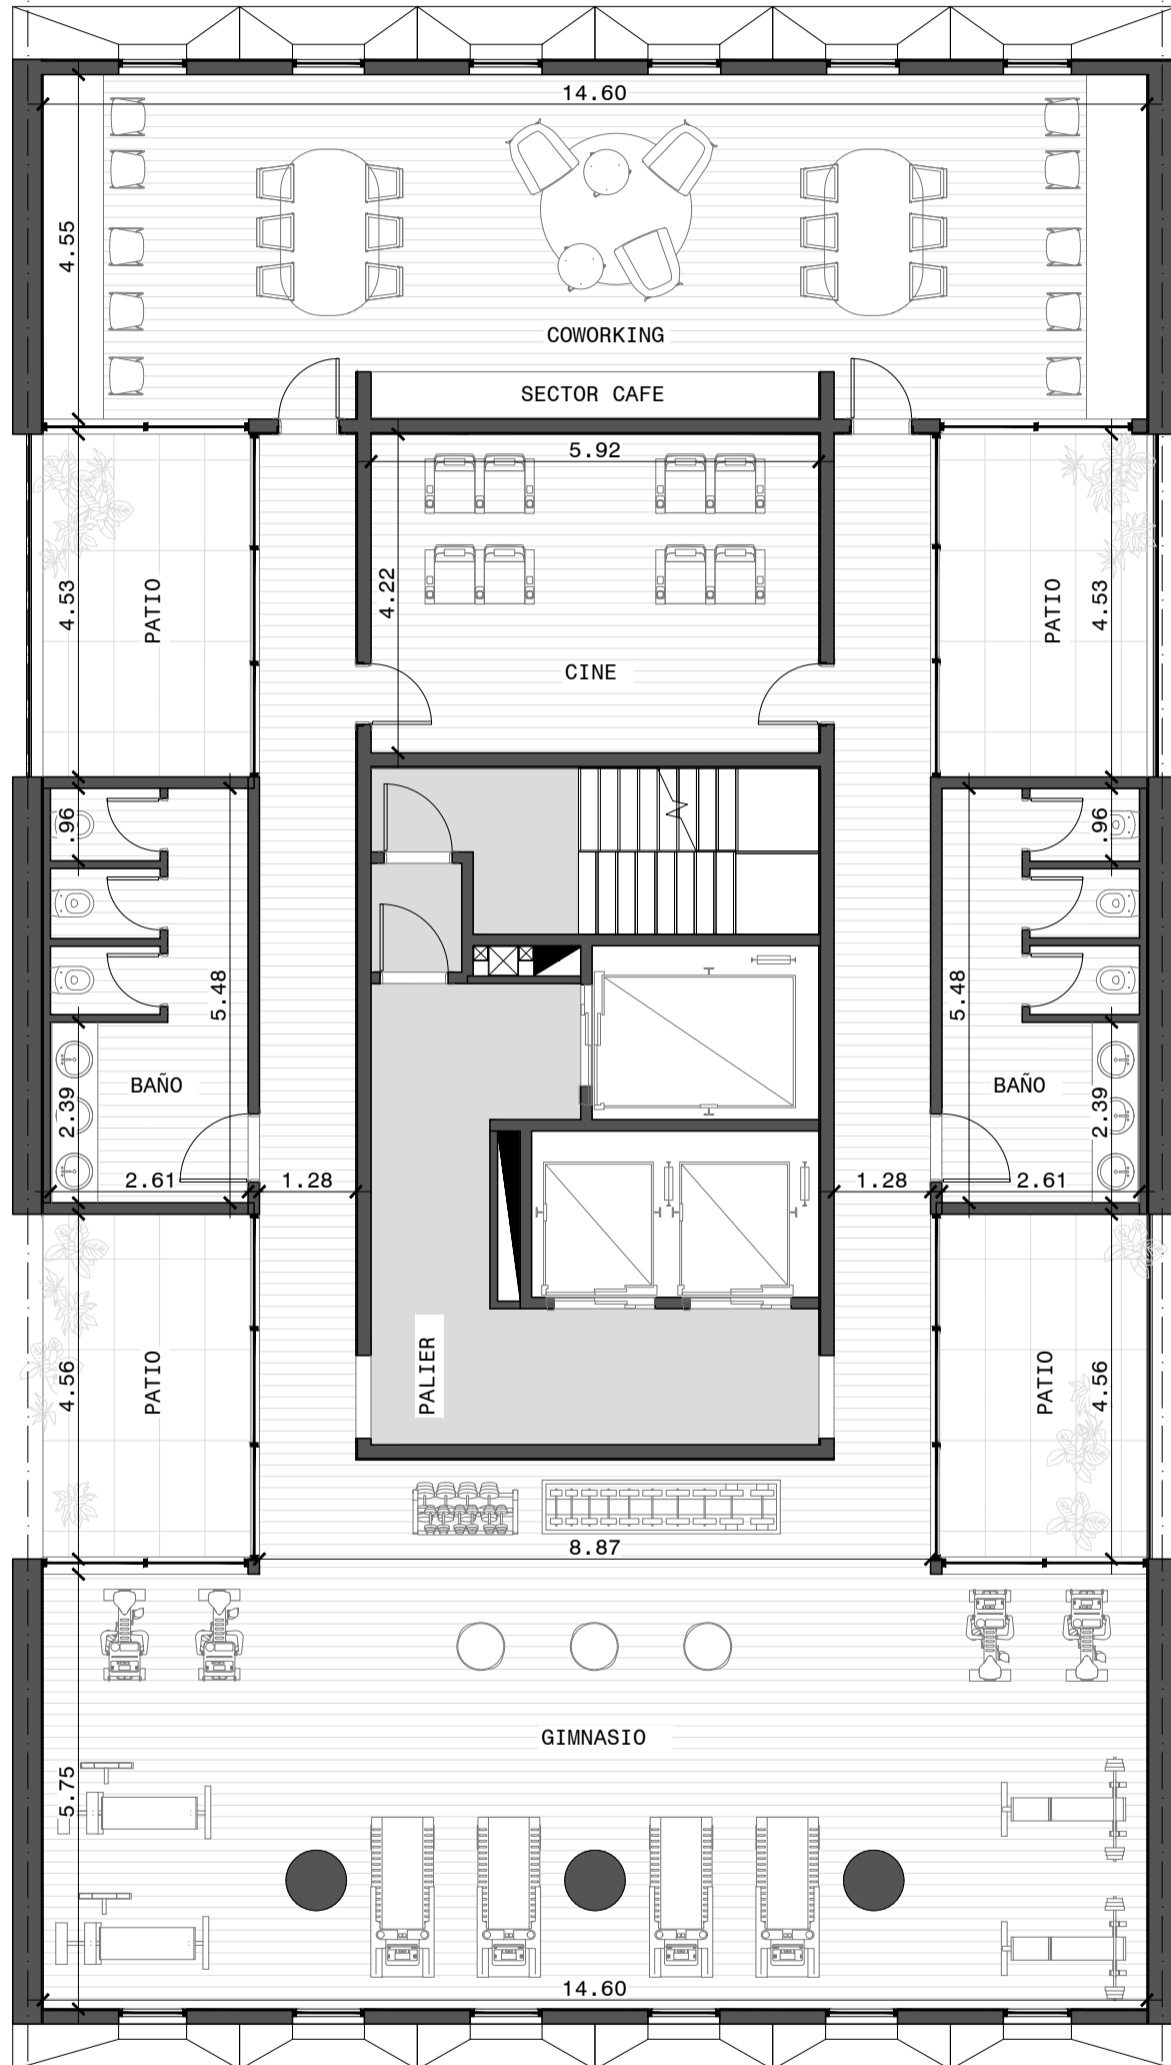 14.60
4.55
COWORKING
SECTOR CAFE
5.92
4.53
PATIO
4.22
PATIO
4.53
CINE
.96
.96
5.48
5.48
BAÑO
BAÑO
2.39
2.39
2.61
1.28
1.28
2.61
4.56
PATIO
PALIER
PATIO
4.56
8.87
GIMNASIO
5.75
14.60